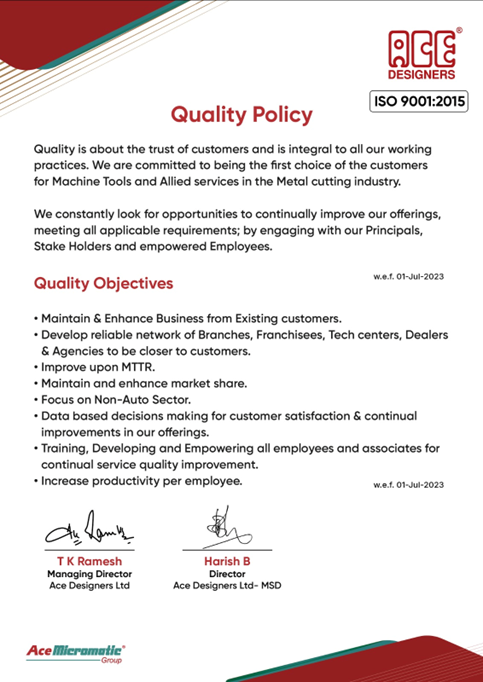 ACE®
DESIGNERS
ISO 9001:2015
Quality Policy
Quality is about the trust of customers and is integral to all our working
practices. We are committed to being the first choice of the customers
for Machine Tools and Allied services in the Metal cutting industry.
We constantly look for opportunities to continually improve our offerings,
meeting all applicable requirements; by engaging with our Principals,
Stake Holders and empowered Employees.
w.e.f. 01-Jul-2023
Quality Objectives
• Maintain & Enhance Business from Existing customers.
• Develop reliable network of Branches, Franchisees, Tech centers, Dealers
& Agencies to be closer to customers.
• Improve upon MTTR.
• Maintain and enhance market share.
• Focus on Non-Auto Sector.
• Data based decisions making for customer satisfaction & continual
improvements in our offerings.
• Training, Developing and Empowering all employees and associates for
continual service quality improvement.
• Increase productivity per employee.
w.e.f. 01-Jul-2023
T K Ramesh
Managing Director
Ace Designers Ltd
Harish B
Director
Ace Designers Ltd- MSD
Ace Micromatic®
Group